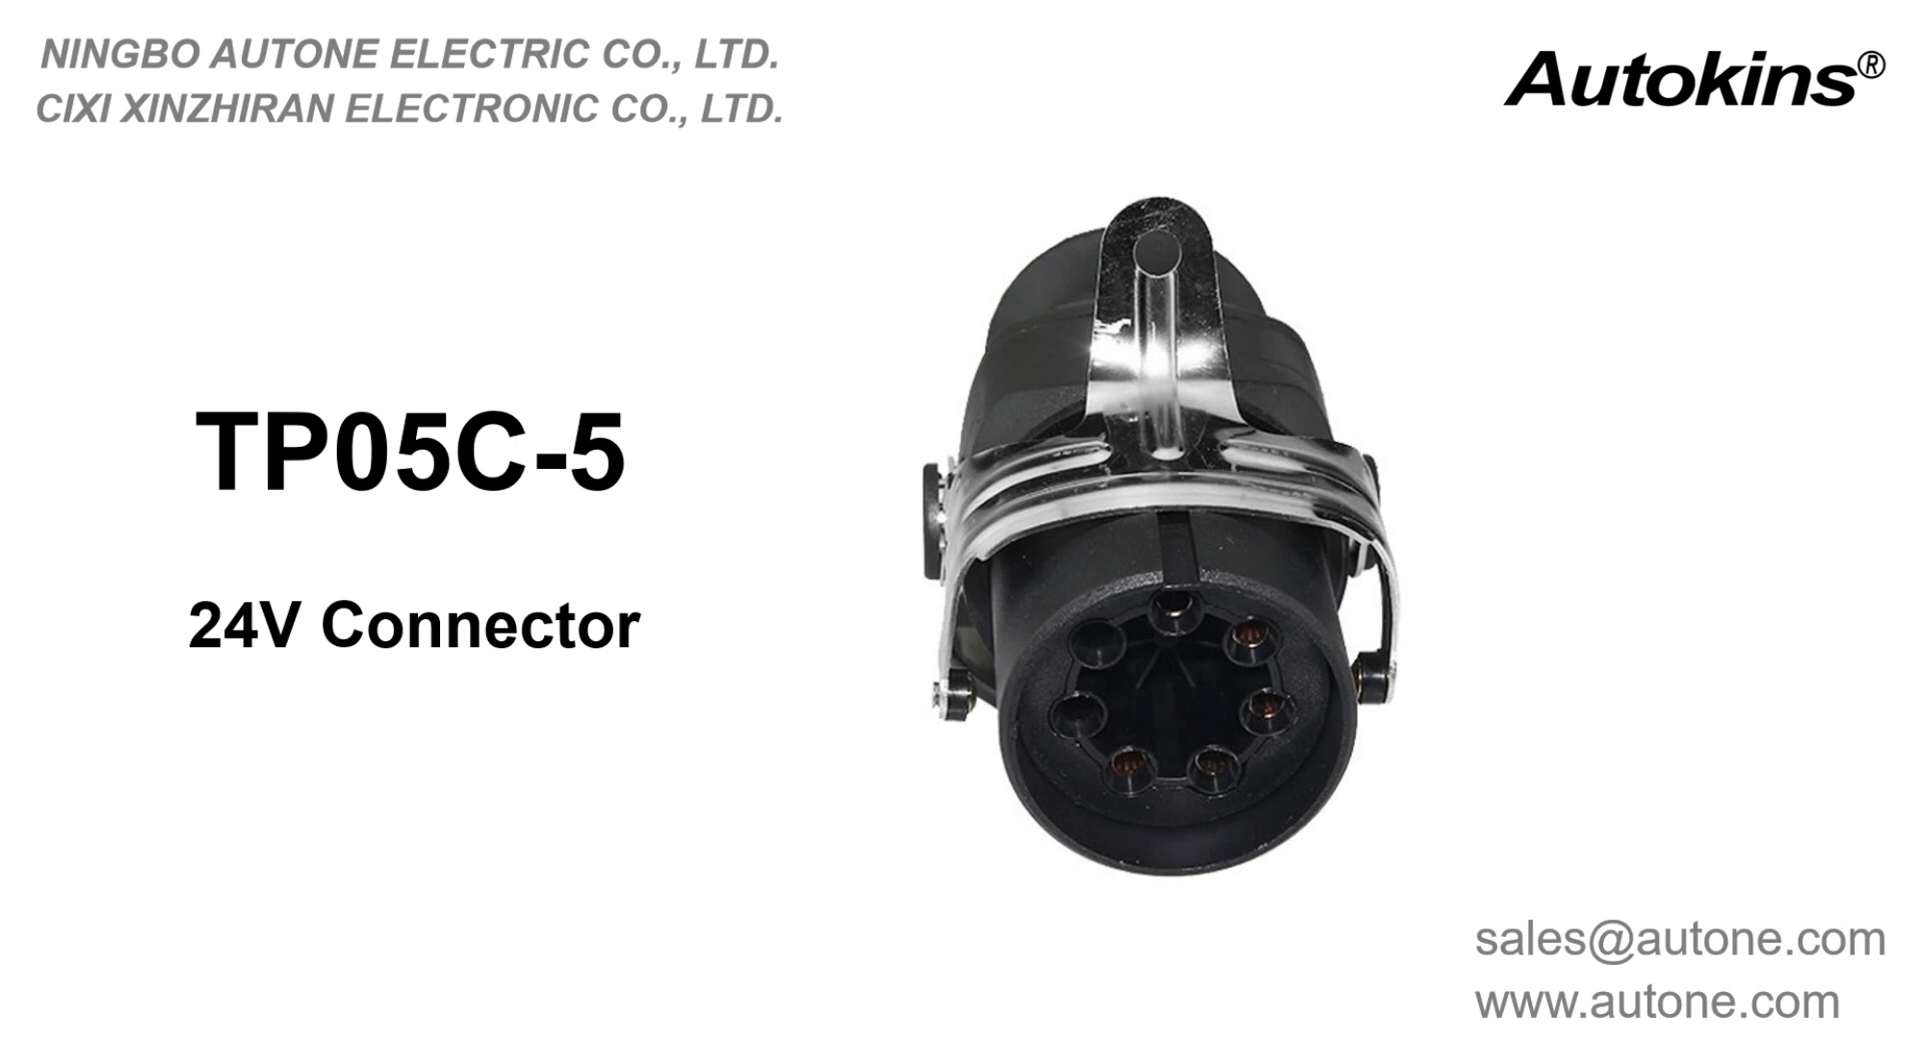 NINGBO AUTONE ELECTRIC CO., LTD.
CIXI XINZHIRAN ELECTRONIC CO., LTD.
Autokins®
TP05C-5
24V Connector
sales@autone.com
www.autone.com